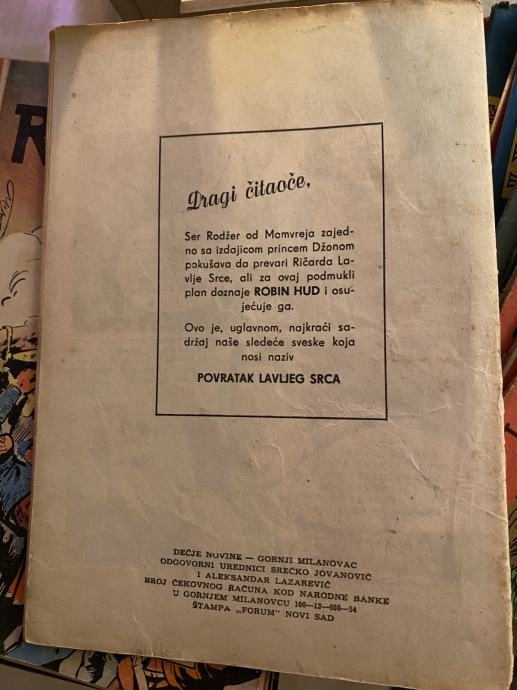 Dragi čitaoče,
Ser Rodžer od Momvreja zajed-
no sa izdajicom princem Džonom
pokušava da prevari Ričarda La-
vlje Srce, ali za ovaj podmukli
plan doznaje ROBIN HUD i osu-
jećuje ga.
Ovo je, uglavnom, najkraći sa-
držaj naše sledeće sveske koja
nosi naziv
POVRATAK LAVLJEG SRCA
DEČJE NOVINE — GORNJI MILANOVAC
ODGOVORNI UREDNICI SREĆKO JOVANOVIĆ
I ALEKSANDAR LAZAREVIĆ
BROJ ČEKOVNOG RAČUNA KOD NARODNE BANKE
U GORNJEM MILANOVCU 106—13—608—54
ŠTAMPA „FORUM" NOVI SAD
R